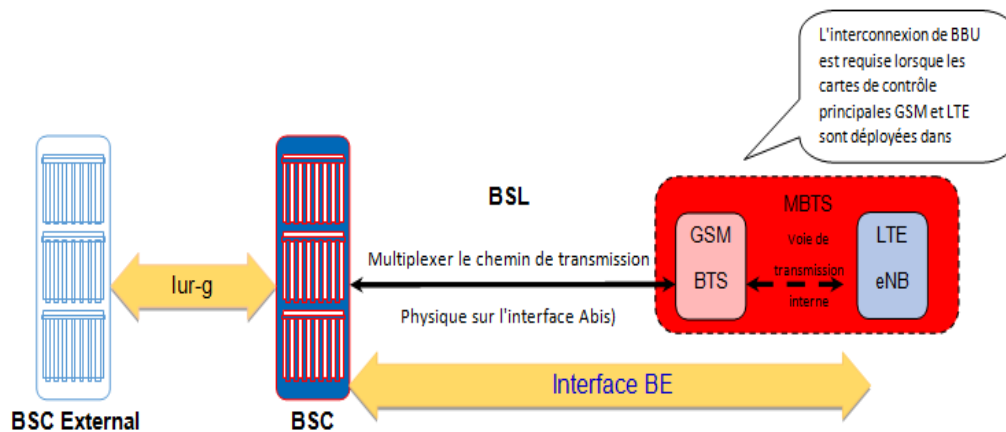 L'interconnexion de BBU
est requise lorsque les
cartes de contrôle
principales GSM et LTE
sont déployées dans
BSL
MBTS
GSM
BTS
Voie de
transmission
interne
LTE
eNB
Multiplexer le chemin de transmission
Physique sur l'interface Abis)
Iur-g
Interface BE
BSC External
BSC